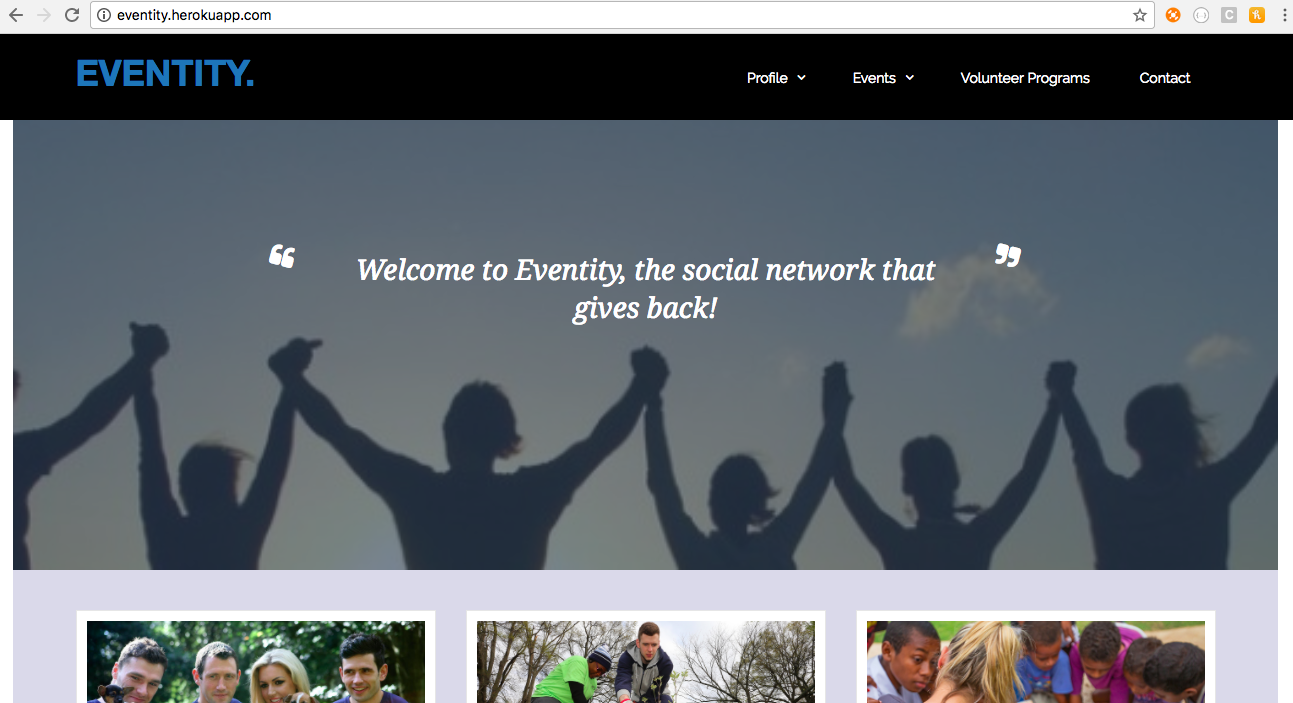 eventity.herokuapp.com
EVENTITY.
Profile
Events
Volunteer Programs
Contact
“ Welcome to Eventity, the social network that ”
gives back!